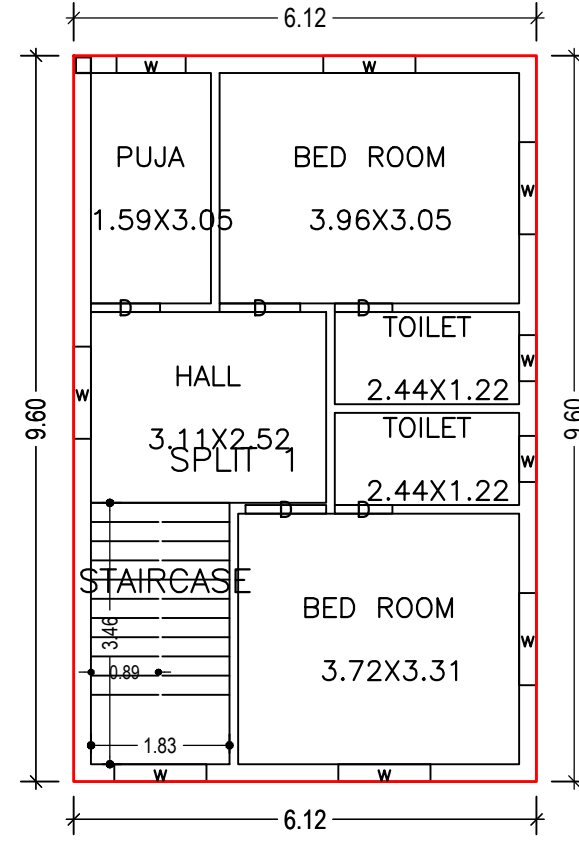 6.12
W W
PUJA BED ROOM
W
1.59X3.05 3.96X3.05
D D D
TOILET
W
HALL
2.44X1.22
W
9.60 9.60
TOILET
3.11X2.52
SPLIT 1
W
2.44X1.22
D D
STAIRCASE
BED ROOM
3.46
W
0.89 3.72X3.31
1.83
W W
6.12